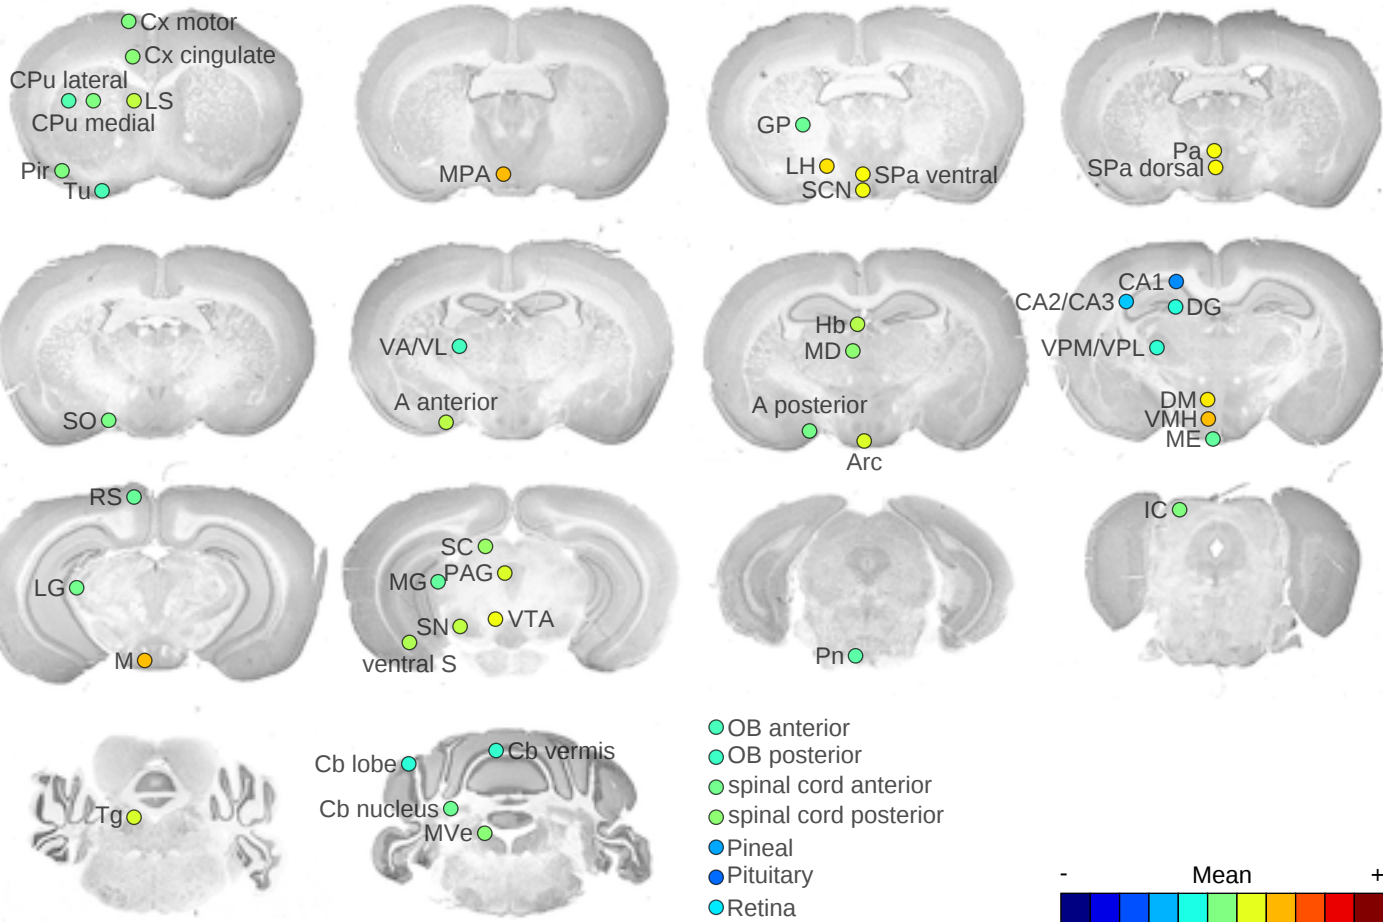 Cx motor
Cx cingulate
CPu lateral
LS
CPu medial
Pir
Tu
MPA
GP
LH
SPa ventral
SCN
Pa
SPa dorsal
SO
VA/VL
A anterior
Hb
MD
A posterior
Arc
CA1
CA2/CA3
DG
VPM/VPL
DM
VMH
ME
RS
LG
M
SC
MG
PAG
SN
VTA
ventral S
Pn
IC
Tg
Cb lobe
Cb vermis
Cb nucleus
MVe
OB anterior
OB posterior
spinal cord anterior
spinal cord posterior
Pineal
Pituitary
Retina
- Mean +